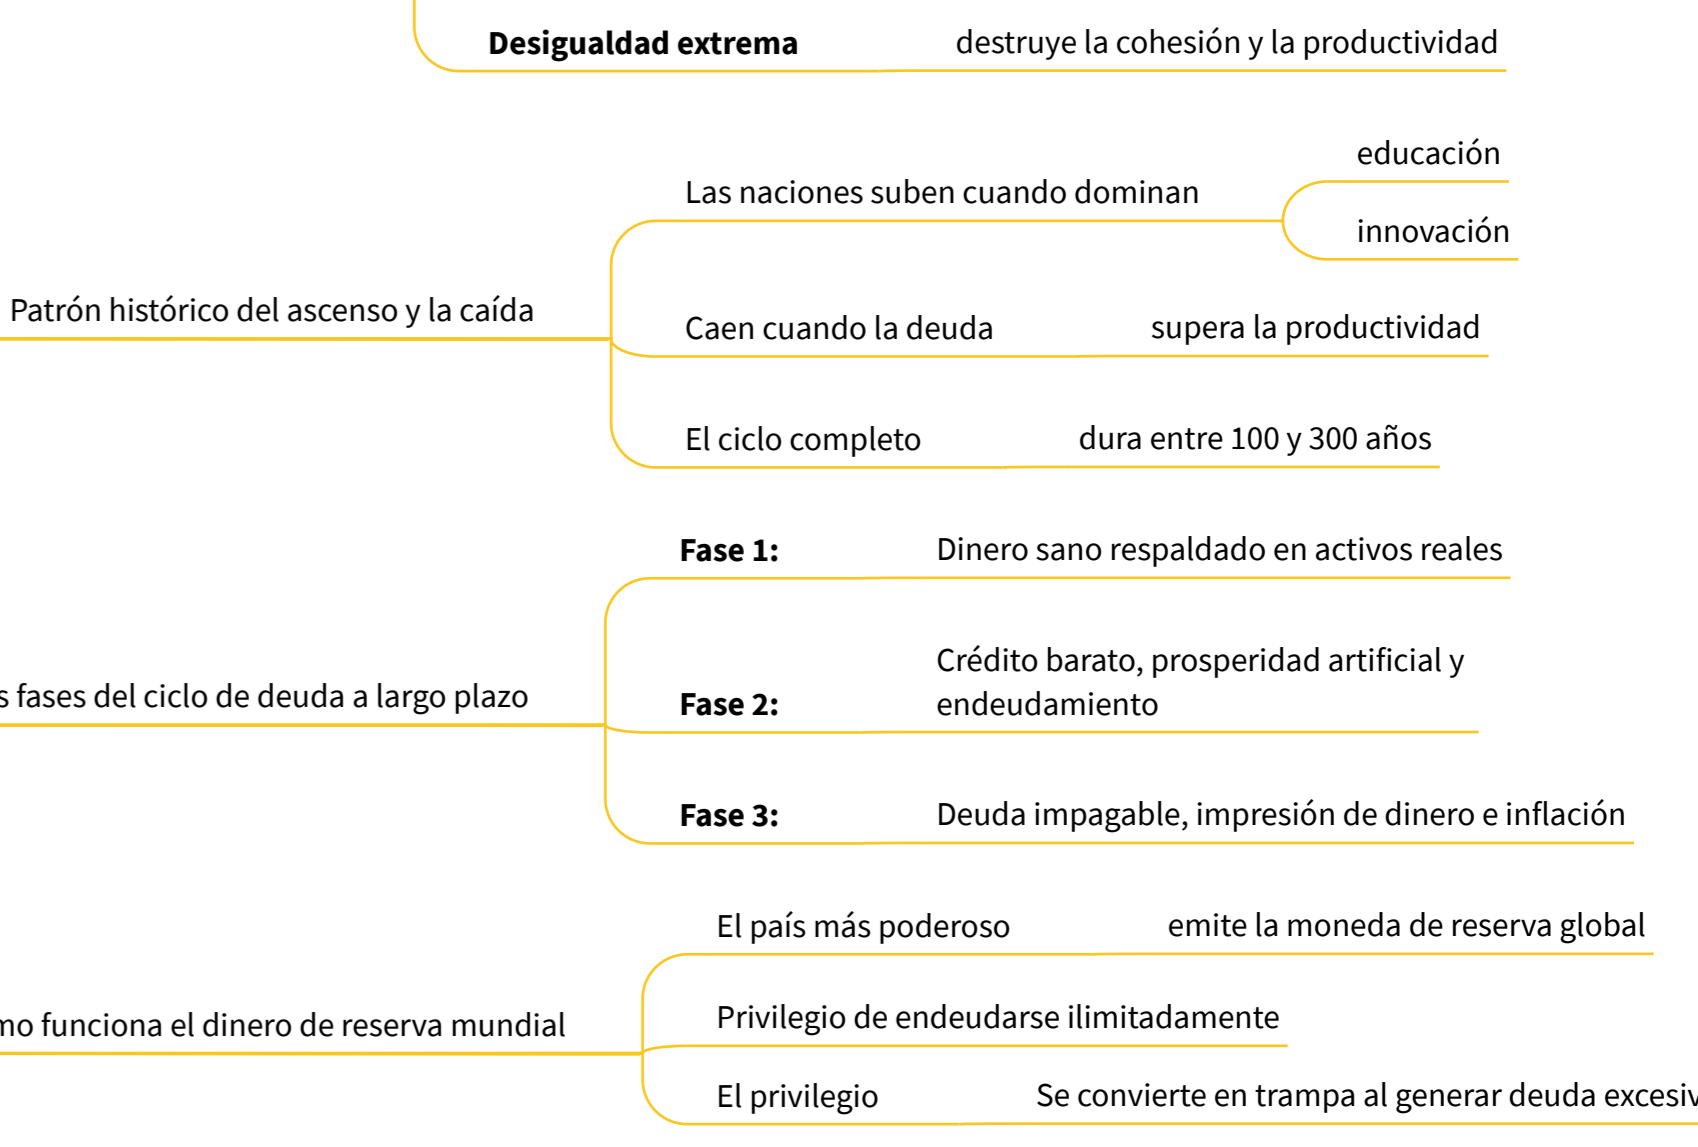 Desigualdad extrema destruye la cohesión y la productividad
Patrón histórico del ascenso y la caída
Las naciones suben cuando dominan
educación
innovación
Caen cuando la deuda supera la productividad
El ciclo completo dura entre 100 y 300 años
fases del ciclo de deuda a largo plazo
Fase 1: Dinero sano respaldado en activos reales
Fase 2: Crédito barato, prosperidad artificial y
endeudamiento
Fase 3: Deuda impagable, impresión de dinero e inflación
funciona el dinero de reserva mundial
El país más poderoso emite la moneda de reserva global
Privilegio de endeudarse ilimitadamente
El privilegio Se convierte en trampa al generar deuda